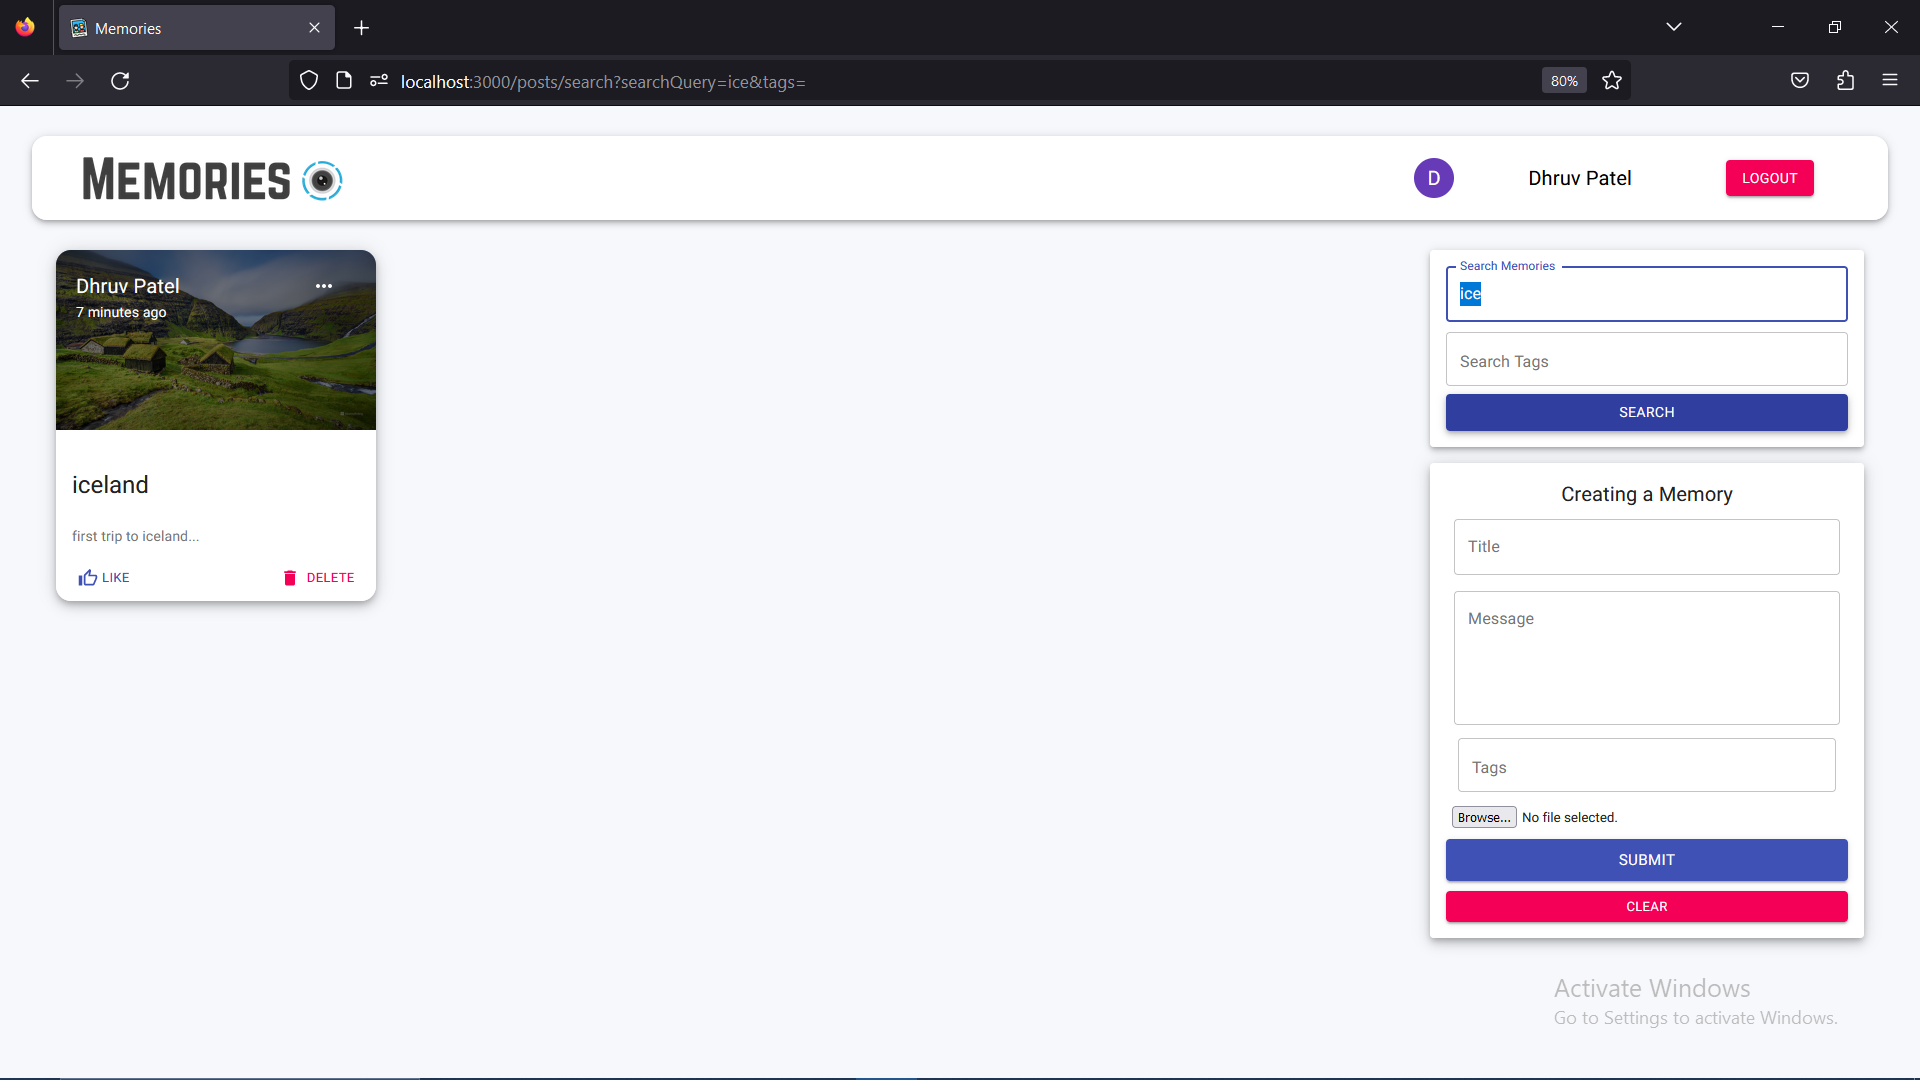 Memories
localhost:3000/posts/search?searchQuery=ice&tags=
80%
MEMORIES
D
Dhruv Patel
LOGOUT
Dhruv Patel
7 minutes ago
iceland
first trip to iceland...
LIKE
DELETE
Search Memories
ice
Search Tags
SEARCH
Creating a Memory
Title
Message
Tags
Browse... No file selected.
SUBMIT
CLEAR
Activate Windows
Go to Settings to activate Windows.